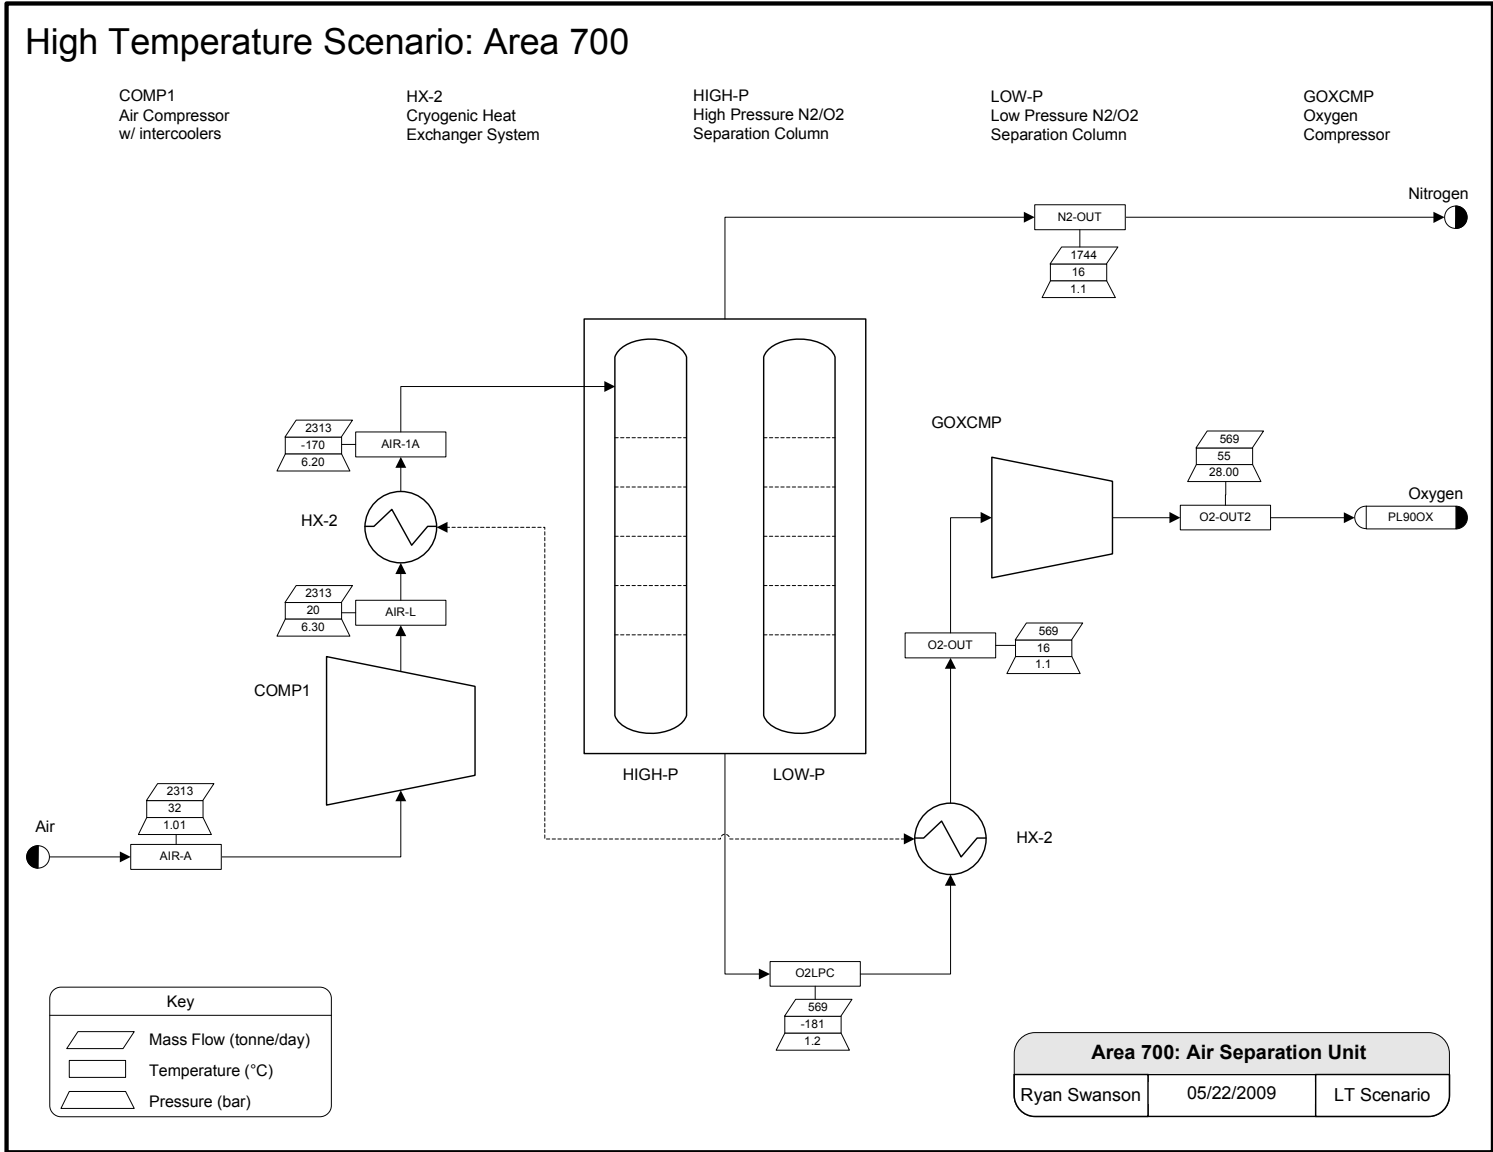 High Temperature Scenario: Area 700
COMP1
Air Compressor
w/ intercoolers
HX-2
Cryogenic Heat
Exchanger System
HIGH-P
High Pressure N2/O2
Separation Column
LOW-P
Low Pressure N2/O2
Separation Column
GOXCMP
Oxygen
Compressor
Nitrogen
N2-OUT
1744
16
1.1
2313
-170
6.20
AIR-1A
HX-2
2313
20
6.30
AIR-L
COMP1
2313
32
1.01
Air
AIR-A
HIGH-P
LOW-P
GOXCMP
569
55
28.00
O2-OUT2
Oxygen
PL90OX
O2-OUT
569
16
1.1
HX-2
O2LPC
569
-181
1.2
Key
Mass Flow (tonne/day)
Temperature (°C)
Pressure (bar)
Area 700: Air Separation Unit
Ryan Swanson
05/22/2009
LT Scenario